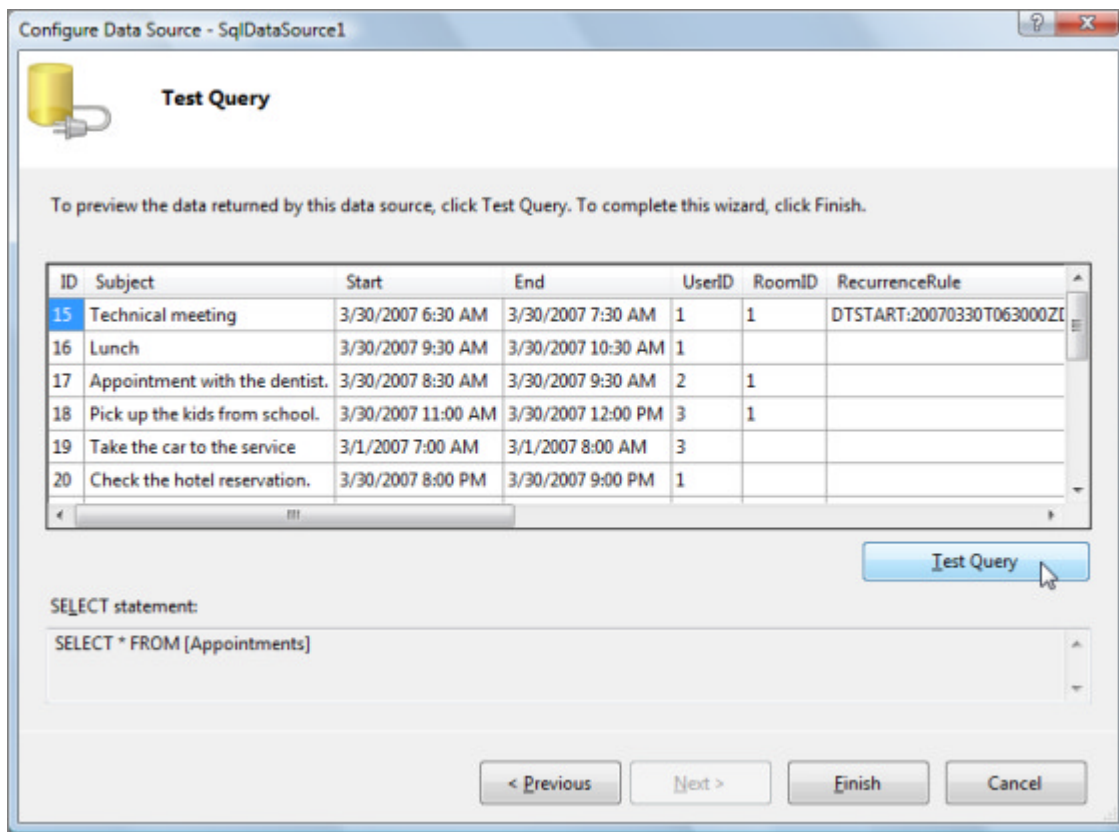 Configure Data Source - SqlDataSource1
Test Query
To preview the data returned by this data source, click Test Query. To complete this wizard, click Finish.
ID Subject Start End UserID RoomID RecurrenceRule
15 Technical meeting 3/30/2007 6:30 AM 3/30/2007 7:30 AM 1 1 DTSTART:20070330T063000Z
16 Lunch 3/30/2007 9:30 AM 3/30/2007 10:30 AM 1
17 Appointment with the dentist. 3/30/2007 8:30 AM 3/30/2007 9:30 AM 2 1
18 Pick up the kids from school. 3/30/2007 11:00 AM 3/30/2007 12:00 PM 3 1
19 Take the car to the service 3/1/2007 7:00 AM 3/1/2007 8:00 AM 3
20 Check the hotel reservation. 3/30/2007 8:00 PM 3/30/2007 9:00 PM 1
Test Query
SELECT statement:
SELECT * FROM [Appointments]
< Previous Next > Finish Cancel